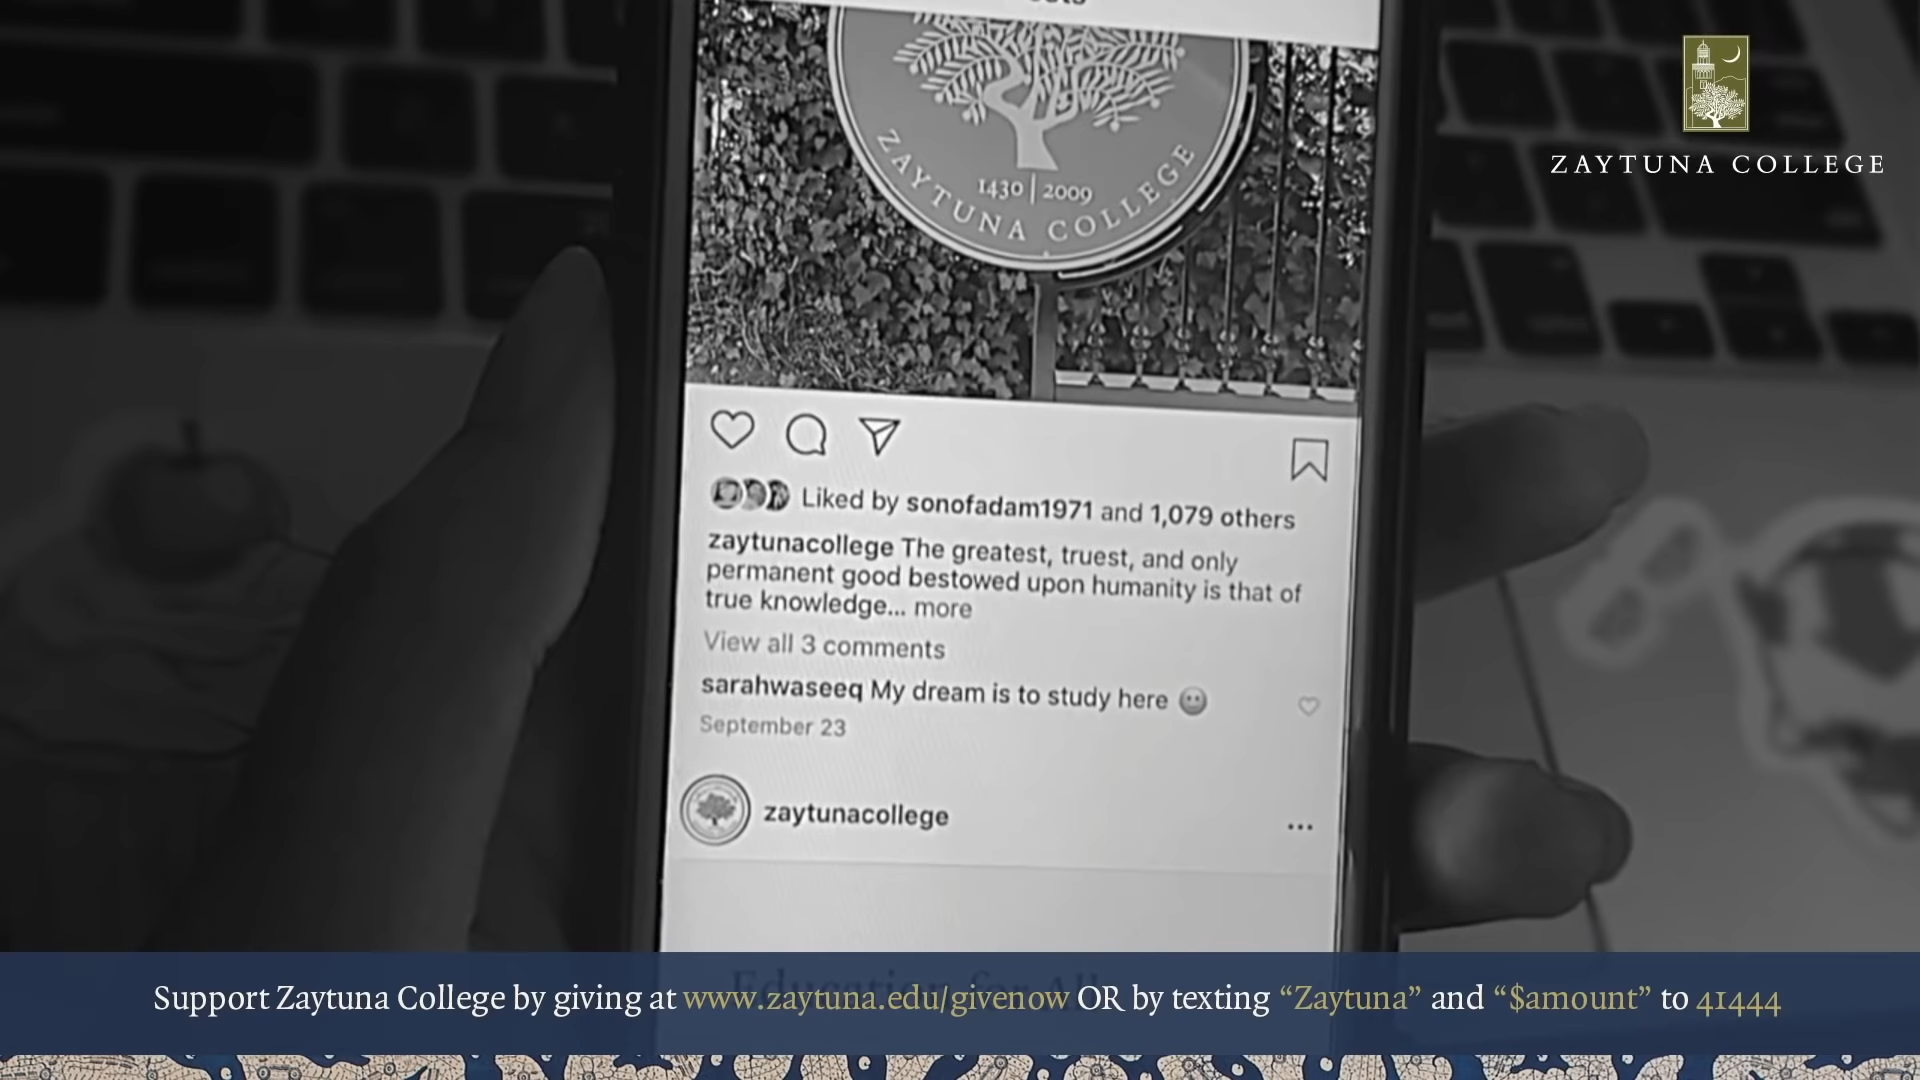 ZAYTUNA COLLEGE
1430 | 2009
ZAYTUNA COLLEGE
Liked by sonofadam1971 and 1,079 others
zaytunacollege The greatest, truest, and only
permanent good bestowed upon humanity is that of
true knowledge... more
View all 3 comments
sarahwaseeq My dream is to study here
September 23
zaytunacollege
Education for All
Support Zaytuna College by giving at www.zaytuna.edu/givenow OR by texting “Zaytuna” and “$amount” to 41444